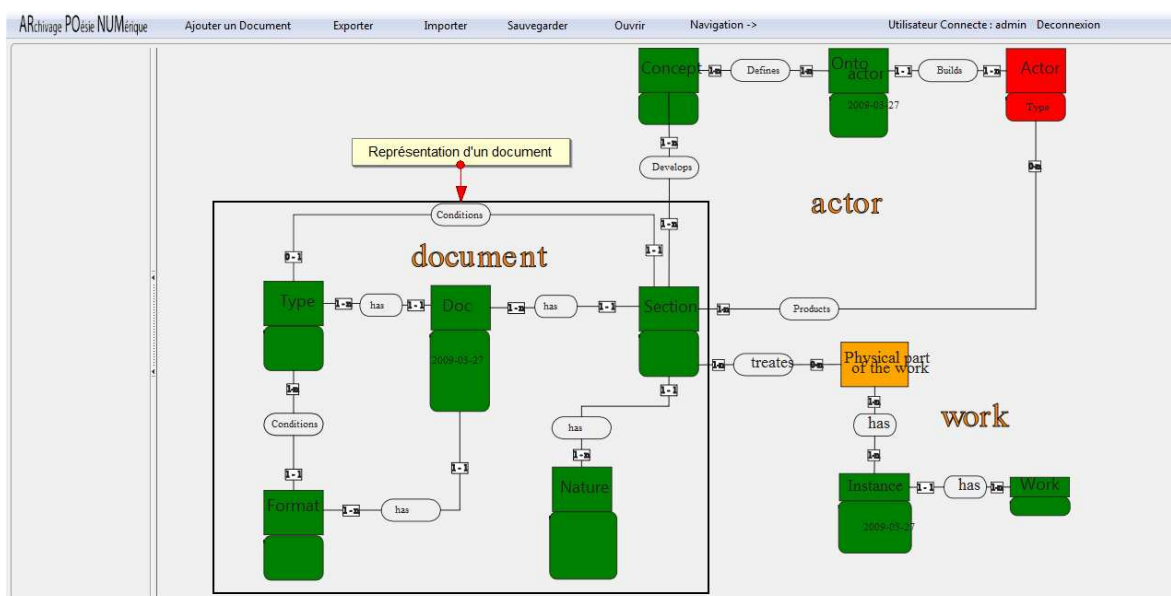 ARchivage POésie NUMérique Ajouter un Document Exporter Importer Sauvegarder Ouvrir Navigation -> Utilisateur Connecte : admin Deconnexion
Concept 1-n Defines 1-n Onto actor 1-1 Builds 1-n Actor
2009-03-27
Type
1-n
Représentation d'un document
Develops
0-n
actor
Conditions
1-n
0-1
document
1-1
Type 1-n has 1-1 Doc 1-n has 1-1 Section 1-n Products
2009-03-27
1-n treates 0-n Physical part
of the work
1-n
1-1
1-n
work
Conditions
has
has
1-1
1-1
1-n
1-n
Nature
Instance 1-1 has 1-n Work
Format 1-n has
2009-03-27